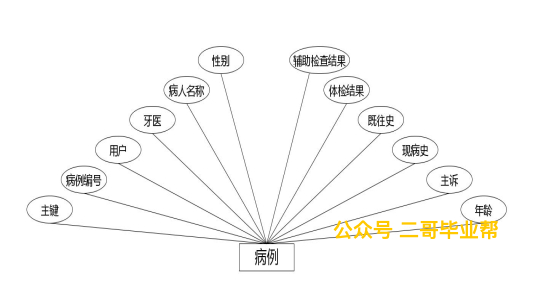 性别
辅助检查结果
病人名称
体检结果
牙医
既往史
用户
现病史
病例编号
主诉
主键
年龄
公众号 二哥毕业帮
病例